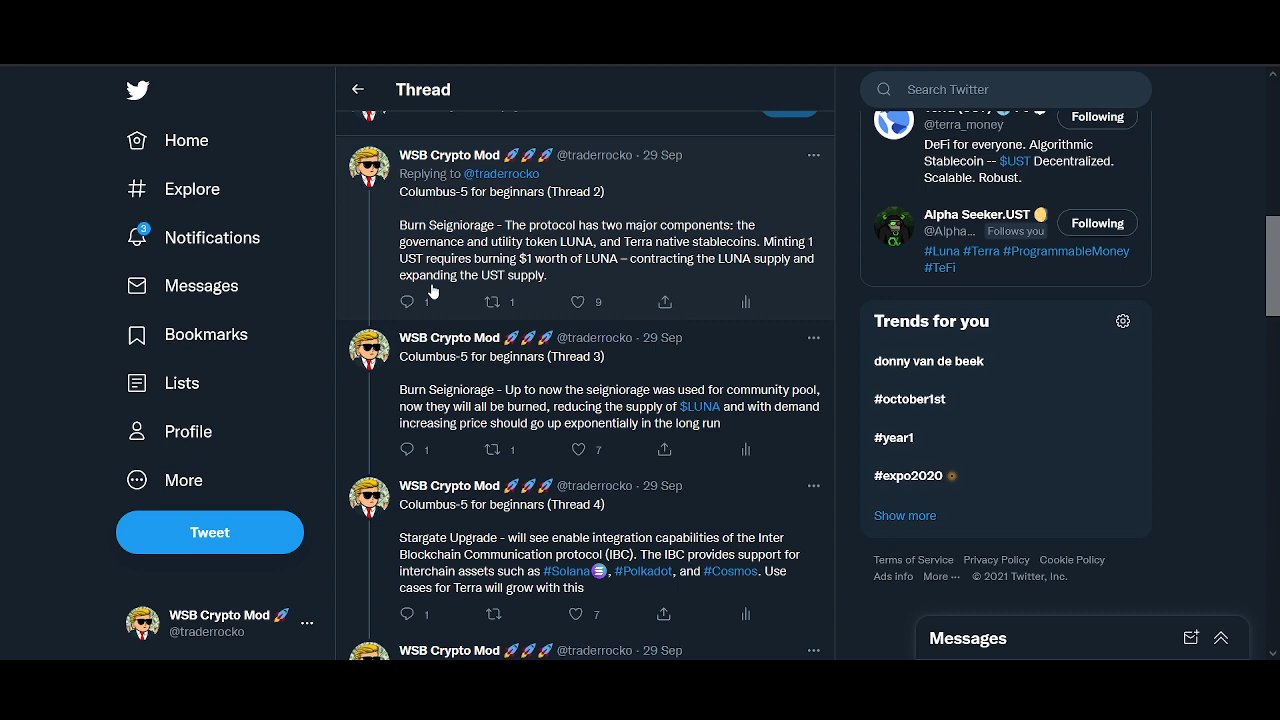 Home
Explore
3
Notifications
Messages
Bookmarks
Lists
Profile
More
Tweet
WSB Crypto Mod 🚀
@traderrocko
Thread
WSB Crypto Mod 🚀 🚀 🚀 @traderrocko · 29 Sep
Replying to @traderrocko
Columbus-5 for beginnars (Thread 2)
Burn Seigniorage - The protocol has two major components: the
governance and utility token LUNA, and Terra native stablecoins. Minting 1
UST requires burning $1 worth of LUNA – contracting the LUNA supply and
expanding the UST supply.
1 1 9
WSB Crypto Mod 🚀 🚀 🚀 @traderrocko · 29 Sep
Columbus-5 for beginnars (Thread 3)
Burn Seigniorage - Up to now the seigniorage was used for community pool,
now they will all be burned, reducing the supply of $LUNA and with demand
increasing price should go up exponentially in the long run
1 1 7
WSB Crypto Mod 🚀 🚀 🚀 @traderrocko · 29 Sep
Columbus-5 for beginnars (Thread 4)
Stargate Upgrade - will see enable integration capabilities of the Inter
Blockchain Communication protocol (IBC). The IBC provides support for
interchain assets such as #Solana, #Polkadot, and #Cosmos. Use
cases for Terra will grow with this
1 7
WSB Crypto Mod 🚀 🚀 🚀 @traderrocko · 29 Sep
Search Twitter
@terra_money
Following
DeFi for everyone. Algorithmic
Stablecoin -- $UST Decentralized.
Scalable. Robust.
Alpha Seeker.UST
@Alpha... Follows you
Following
#Luna #Terra #ProgrammableMoney
#TeFi
Trends for you
donny van de beek
#october1st
#year1
#expo2020
Show more
Terms of Service Privacy Policy Cookie Policy
Ads info More ··· © 2021 Twitter, Inc.
Messages